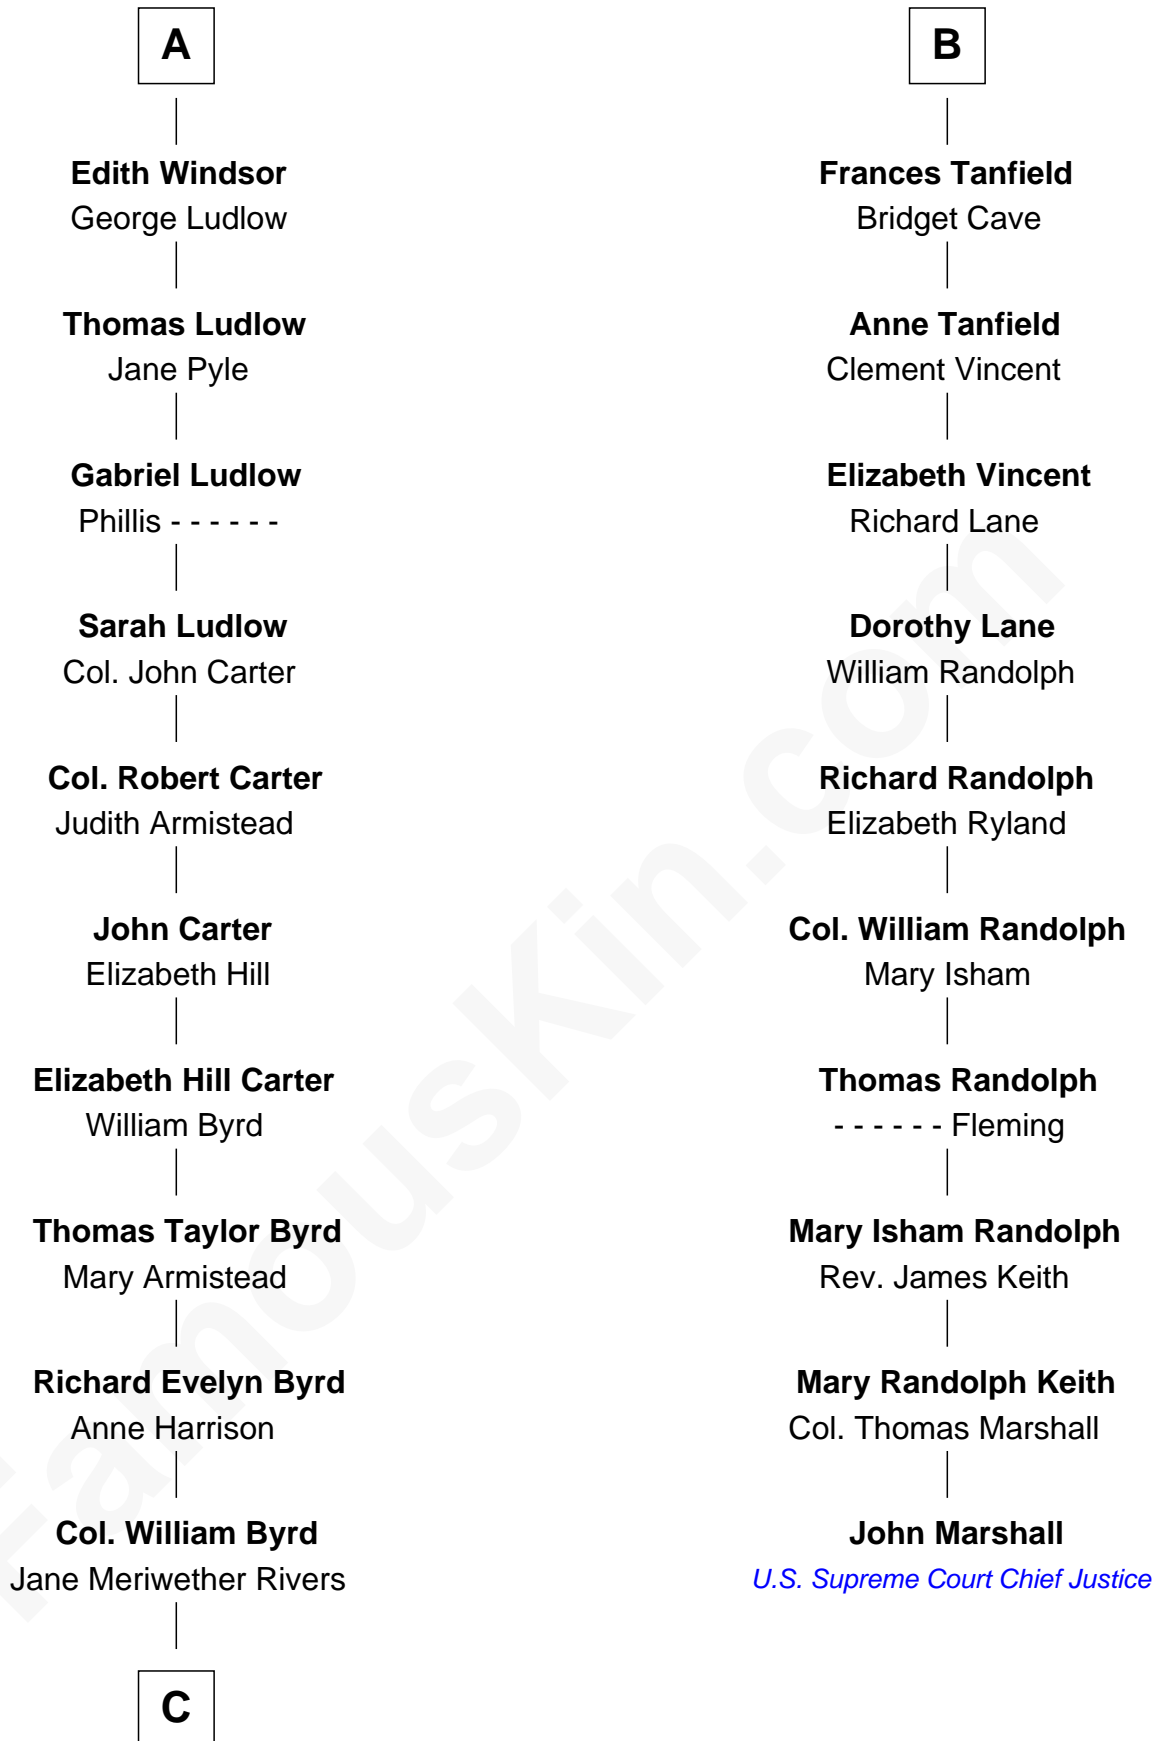 A
Edith Windsor
George Ludlow
Thomas Ludlow
Jane Pyle
Gabriel Ludlow
Phillis - - - - - -
Sarah Ludlow
Col. John Carter
Col. Robert Carter
Judith Armistead
John Carter
Elizabeth Hill
Elizabeth Hill Carter
William Byrd
Thomas Taylor Byrd
Mary Armistead
Richard Evelyn Byrd
Anne Harrison
Col. William Byrd
Jane Meriwether Rivers
C
B
Frances Tanfield
Bridget Cave
Anne Tanfield
Clement Vincent
Elizabeth Vincent
Richard Lane
Dorothy Lane
William Randolph
Richard Randolph
Elizabeth Ryland
Col. William Randolph
Mary Isham
Thomas Randolph
- - - - - - Fleming
Mary Isham Randolph
Rev. James Keith
Mary Randolph Keith
Col. Thomas Marshall
John Marshall
U.S. Supreme Court Chief Justice
FamousKin.com